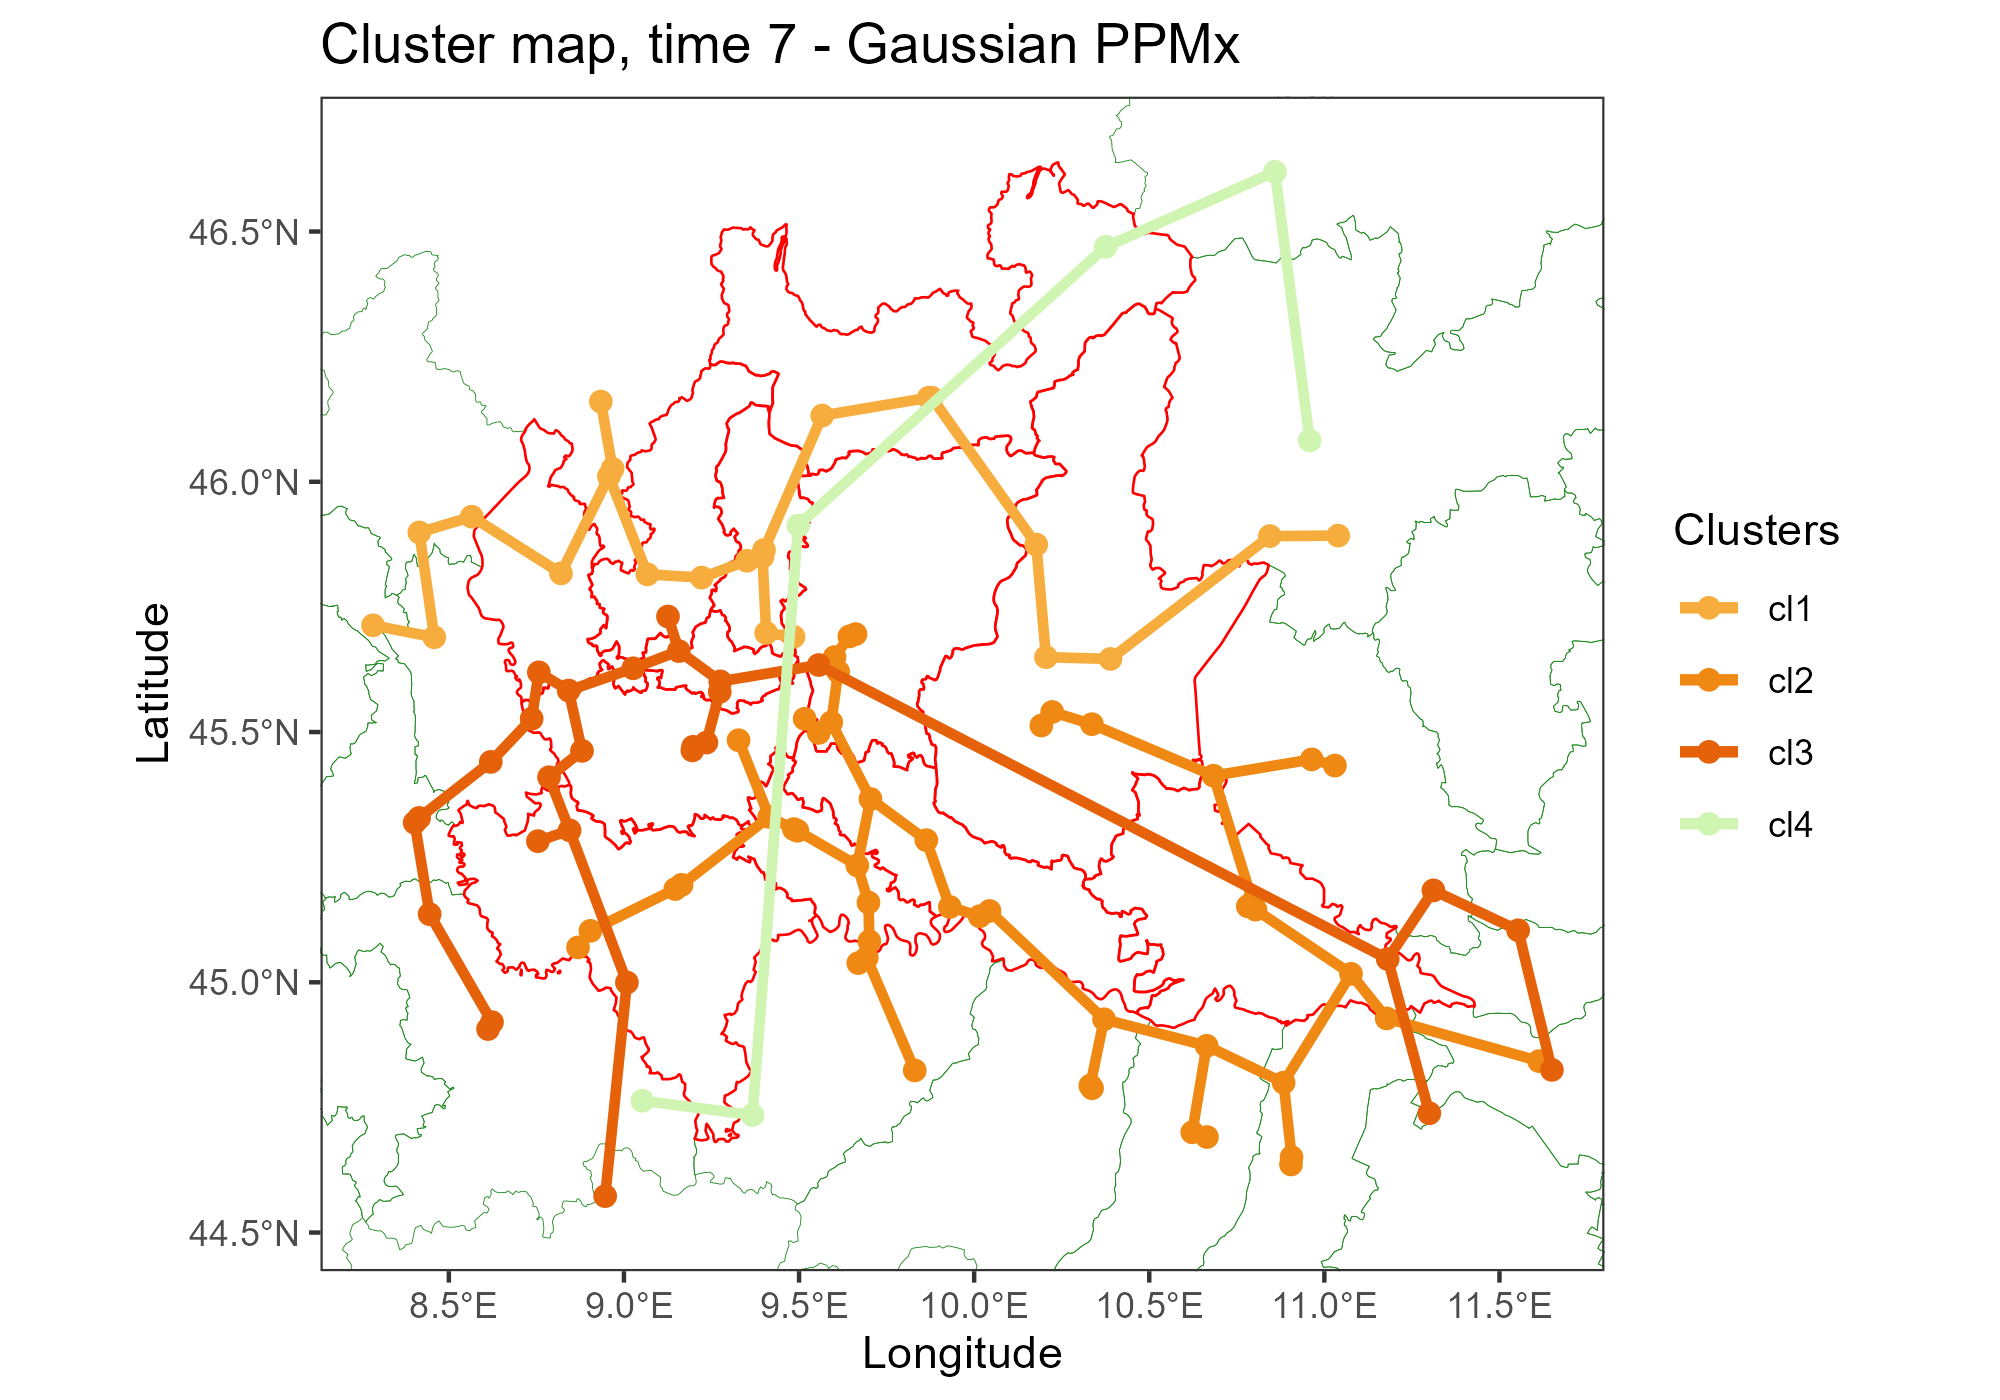 Cluster map, time 7 - Gaussian PPMx
46.5°N
46.0°N
45.5°N
45.0°N
44.5°N
Latitude
8.5°E 9.0°E 9.5°E 10.0°E 10.5°E 11.0°E 11.5°E
Longitude
Clusters
cl1
cl2
cl3
cl4